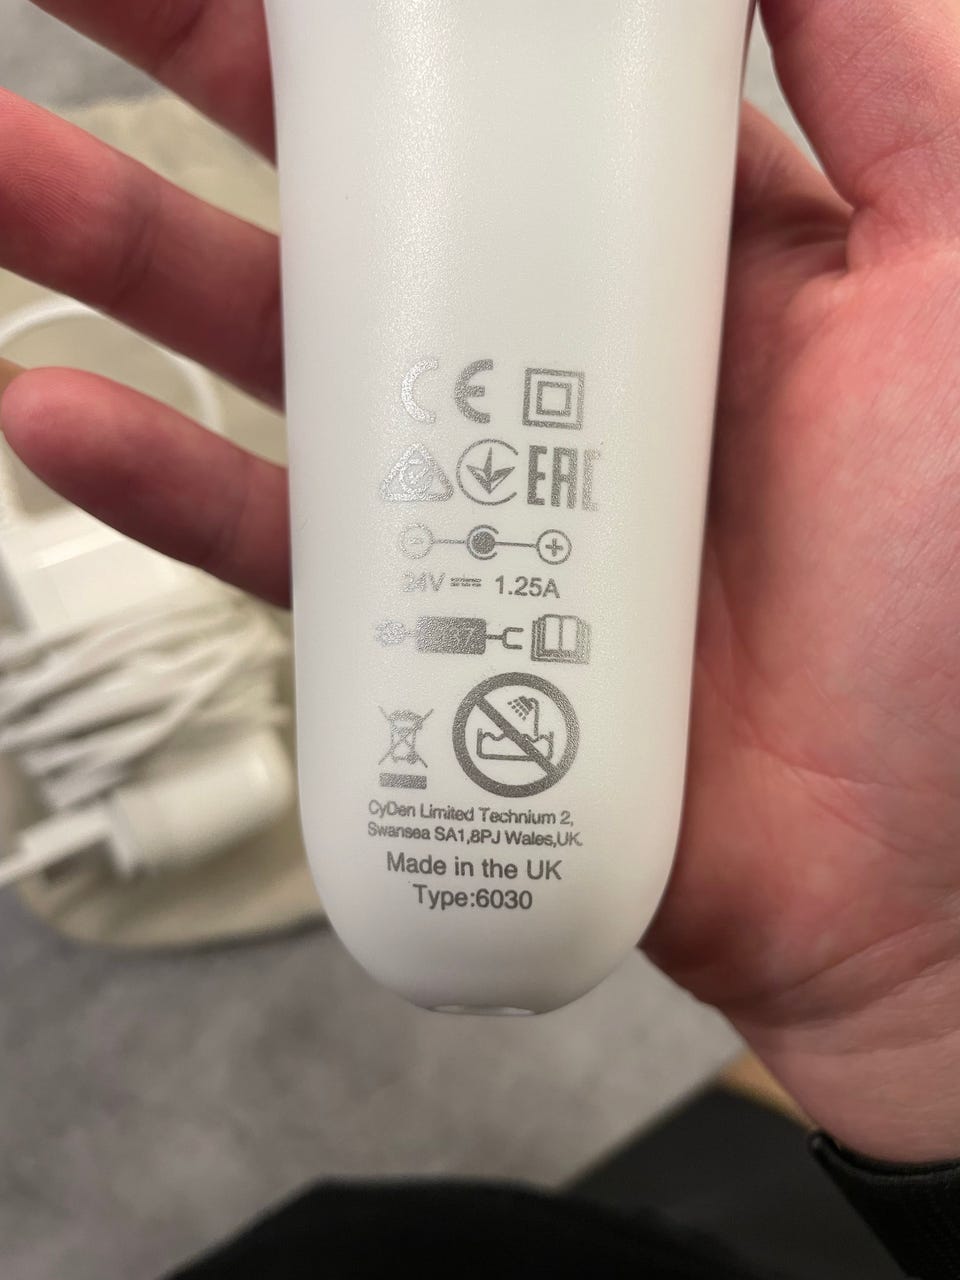 CE
EAC
24V 1.25A
CyDen Limited Technium 2,
Swansea SA1,8PJ Wales,UK.
Made in the UK
Type:6030